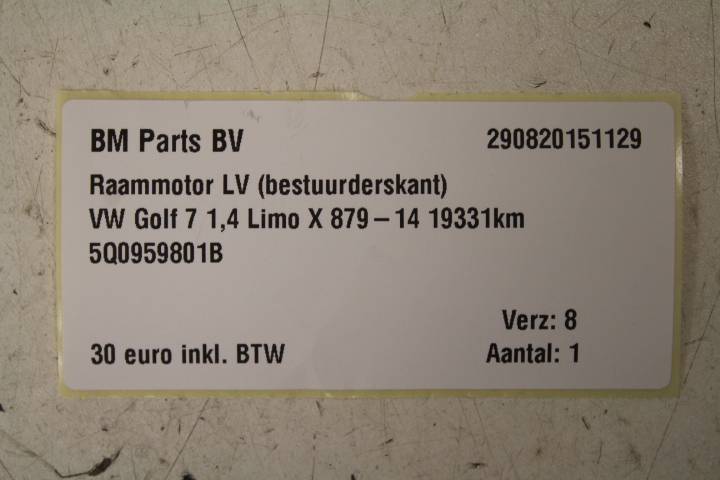 BM Parts BV 290820151129
Raammotor LV (bestuurderskant)
VW Golf 7 1,4 Limo X 879-14 19331km
5Q0959801B
Verz: 8
30 euro inkl. BTW Aantal: 1